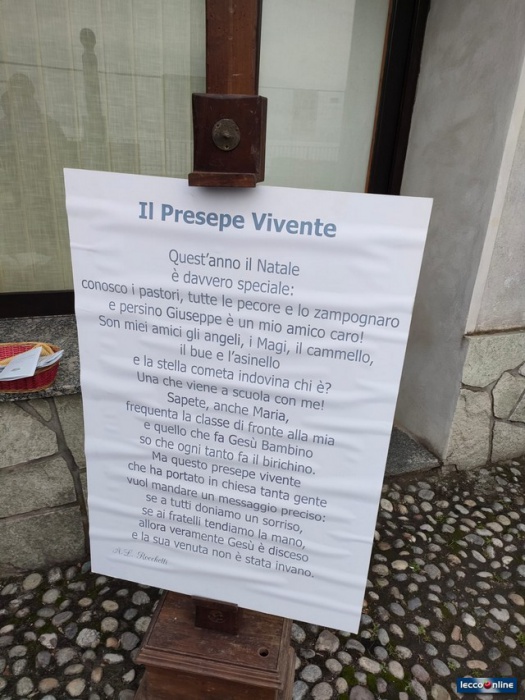 Il Presepe Vivente
Quest'anno il Natale
è davvero speciale:
conosco i pastori, tutte le pecore e lo zampognaro
e persino Giuseppe è un mio amico caro!
Son miei amici gli angeli, i Magi, il cammello,
il bue e l'asinello
e la stella cometa indovina chi è?
Una che viene a scuola con me!
Sapete, anche Maria,
frequenta la classe di fronte alla mia
e quello che fa Gesù Bambino
so che ogni tanto fa il birichino.
Ma questo presepe vivente
che ha portato in chiesa tanta gente
vuol mandare un messaggio preciso:
se a tutti doniamo un sorriso,
se ai fratelli tendiamo la mano,
allora veramente Gesù è disceso
e la sua venuta non è stata invano.
lecconline